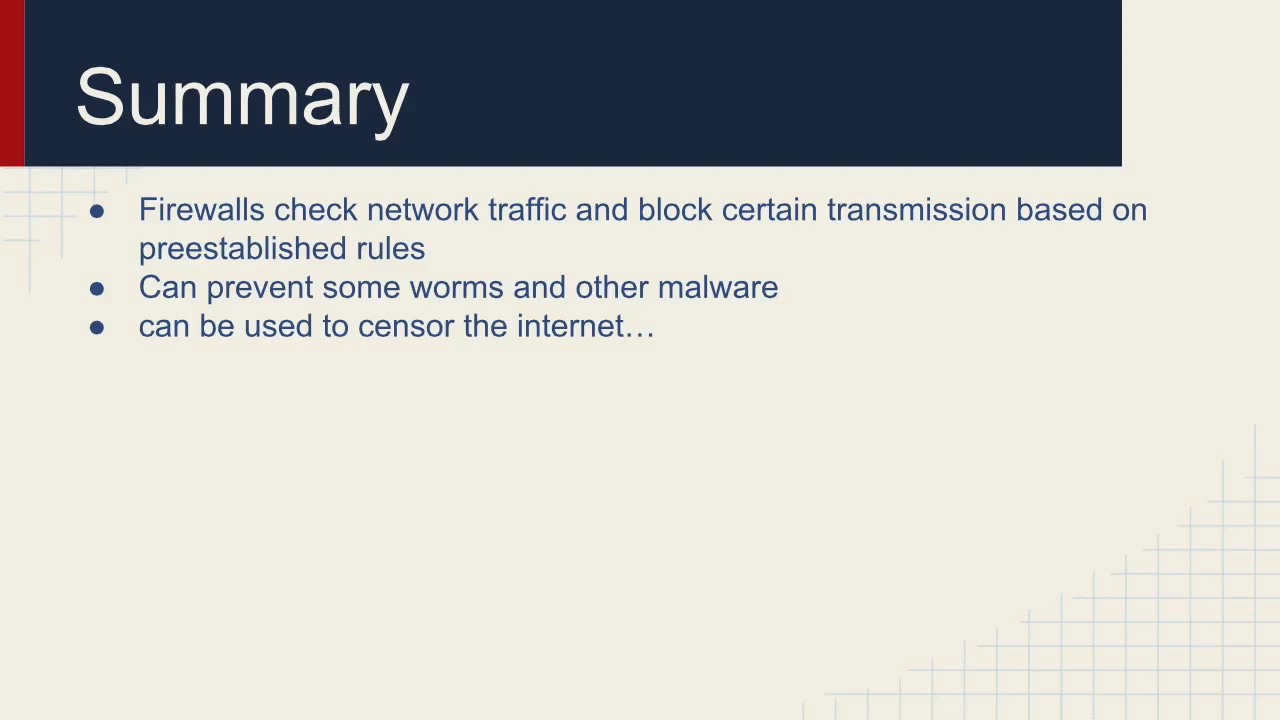 Summary
● Firewalls check network traffic and block certain transmission based on
preestablished rules
● Can prevent some worms and other malware
● can be used to censor the internet…